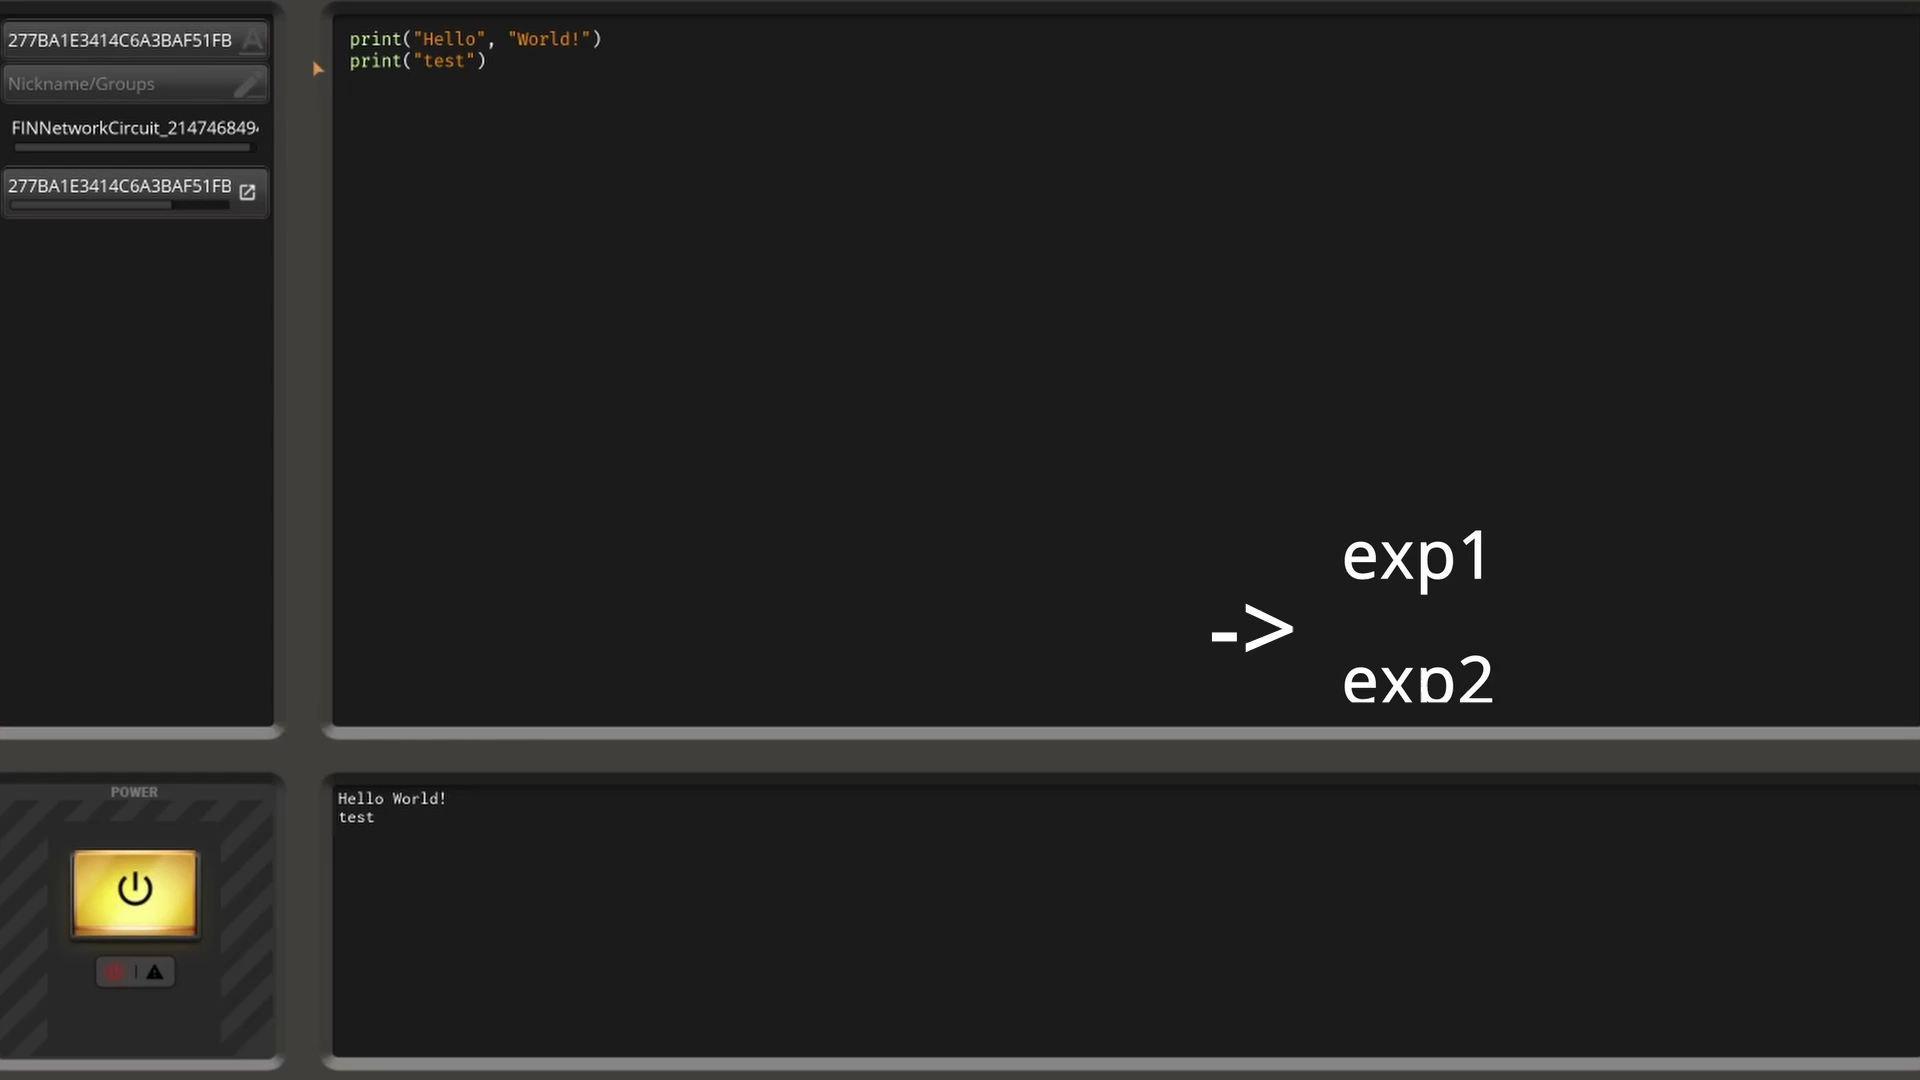 277BA1E3414C6A3BAF51FB
Nickname/Groups
FINNetworkCircuit_214746849
277BA1E3414C6A3BAF51FB
print("Hello", "World!")
print("test")
exp1
->
exp2
POWER
Hello World!
test